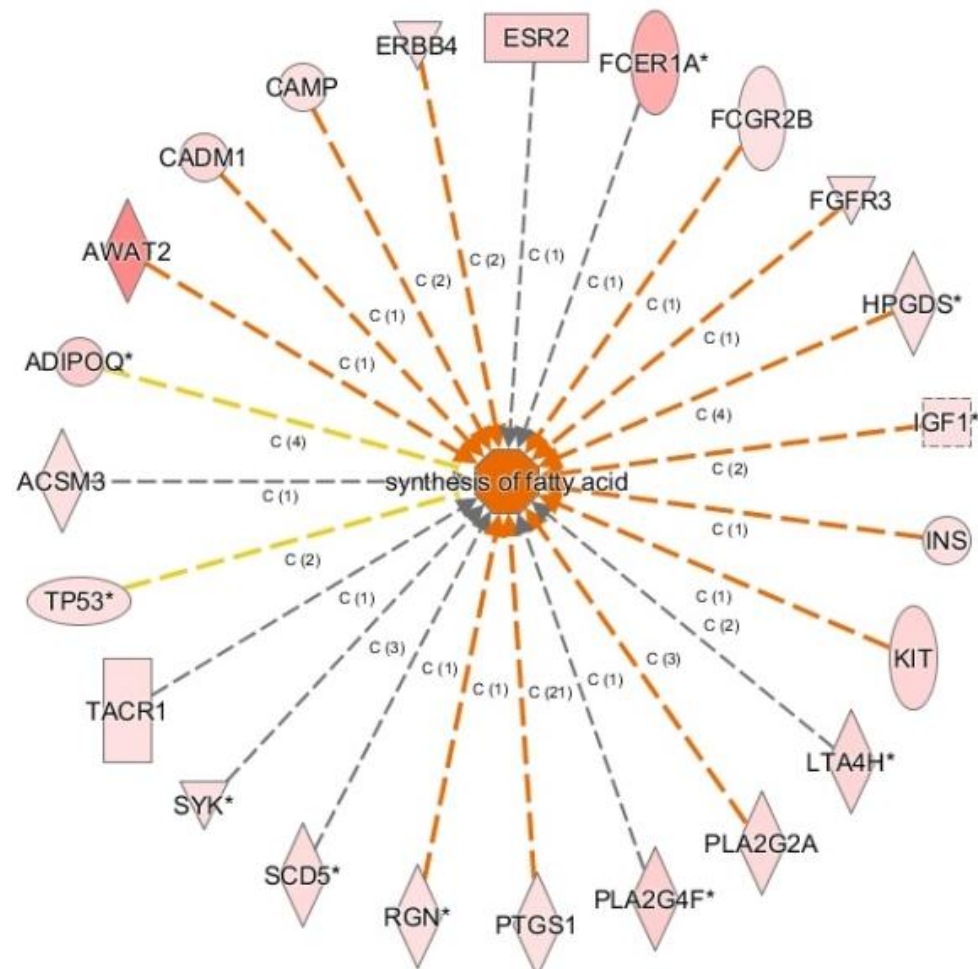 ERBB4
ESR2
FCER1A*
CAMP
FCGR2B
CADM1
FGFR3
AWAT2
HPGDS*
ADIPOQ*
IGF1*
ACSM3
synthesis of fatty acid
INS
TP53*
KIT
TACR1
LTA4H*
SYK*
PLA2G2A
SCD5*
PLA2G4F*
RGN*
PTGS1
C (2)
C (2)
C (1)
C (1)
C (1)
C (1)
C (1)
C (1)
C (4)
C (4)
C (2)
C (1)
C (1)
C (2)
C (1)
C (1)
C (2)
C (3)
C (3)
C (1)
C (1)
C (21)
C (1)